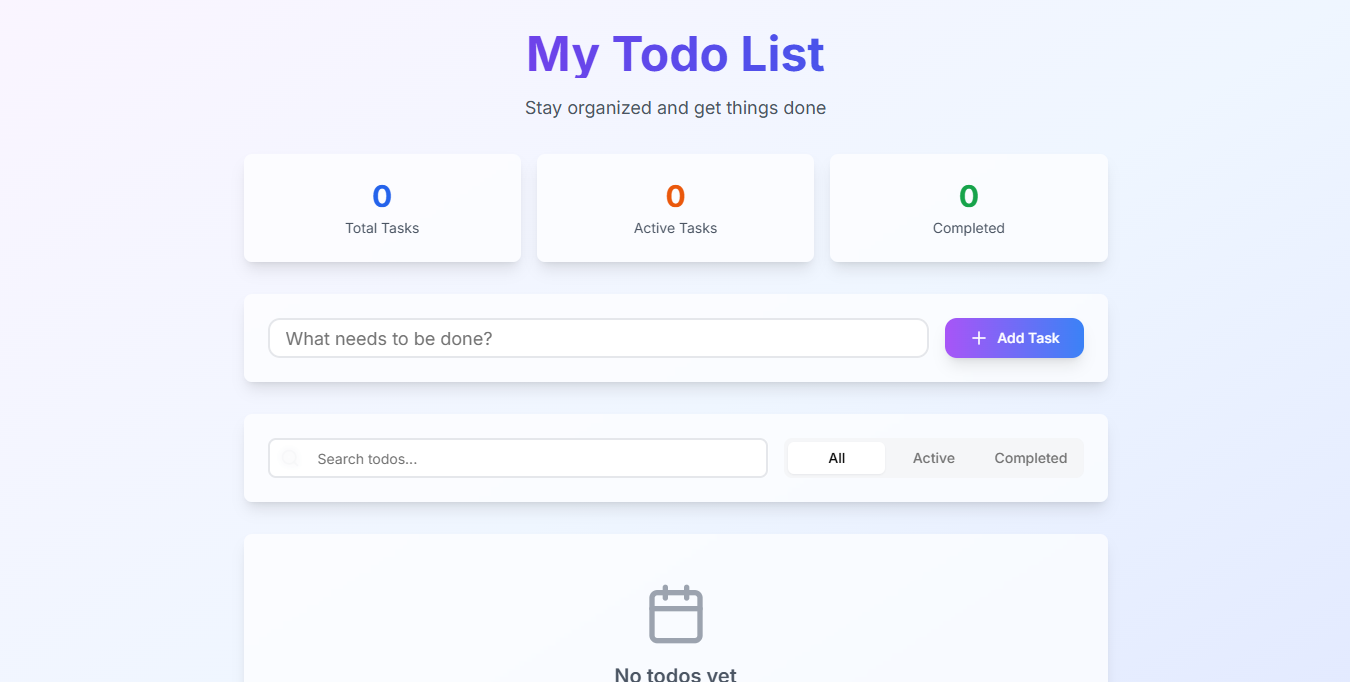 My Todo List
Stay organized and get things done
0
Total Tasks
0
Active Tasks
0
Completed
What needs to be done?
Add Task
Search todos...
All
Active
Completed
No todos yet